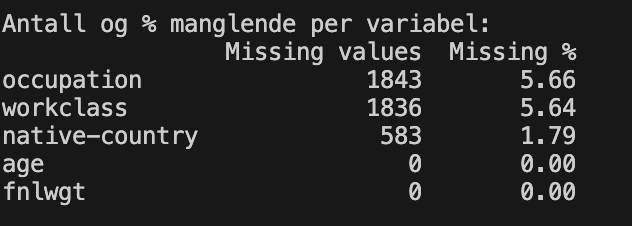 Antall og % manglende per variabel:
Missing values Missing %
occupation 1843 5.66
workclass 1836 5.64
native-country 583 1.79
age 0 0.00
fnlwgt 0 0.00